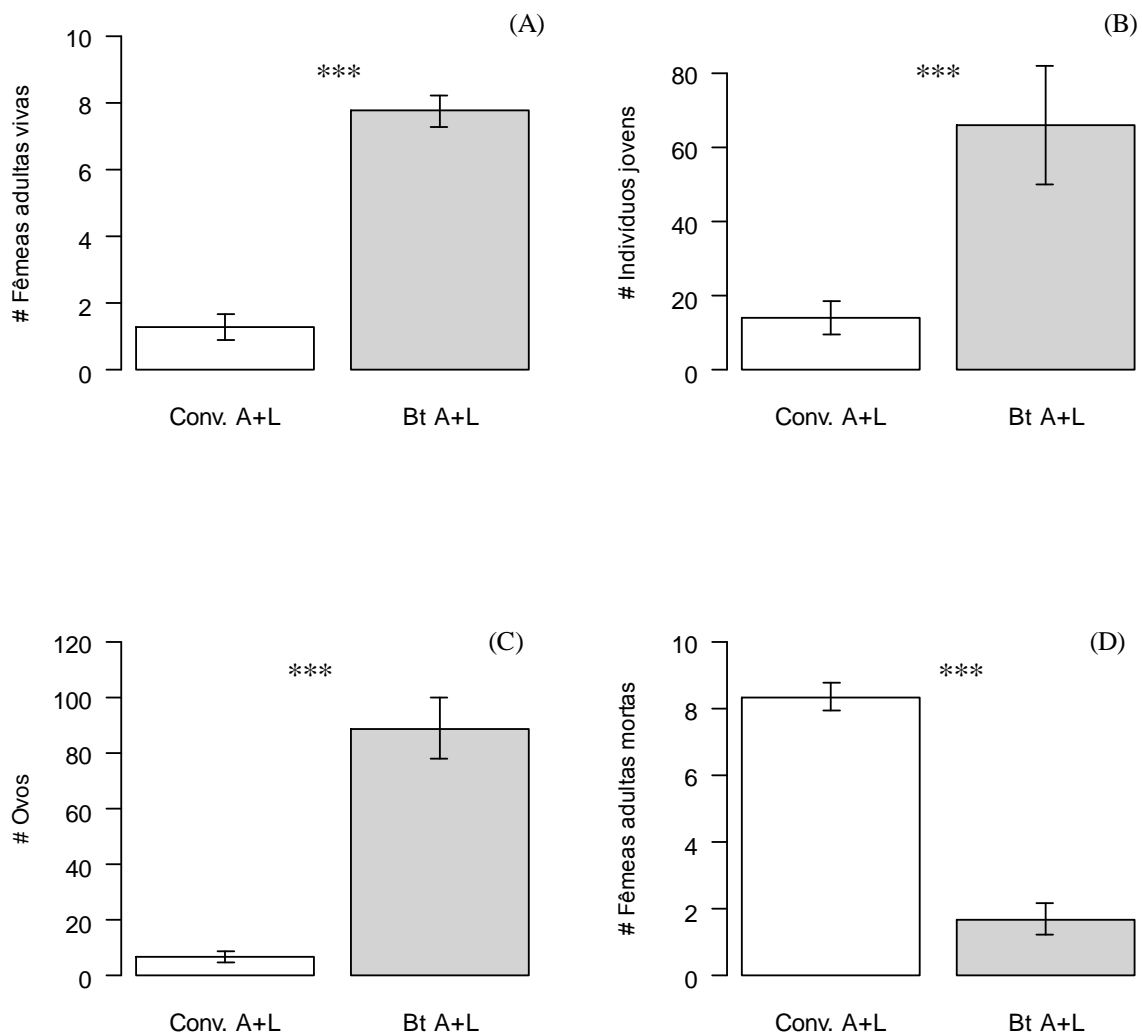 (A)
# Fêmeas adultas vivas
10
8
6
4
2
0
***
Conv. A+L
Bt A+L
(B)
# Indivíduos jovens
80
60
40
20
0
***
Conv. A+L
Bt A+L
(C)
# Ovos
120
100
80
60
40
20
0
***
Conv. A+L
Bt A+L
(D)
# Fêmeas adultas mortas
10
8
6
4
2
0
***
Conv. A+L
Bt A+L